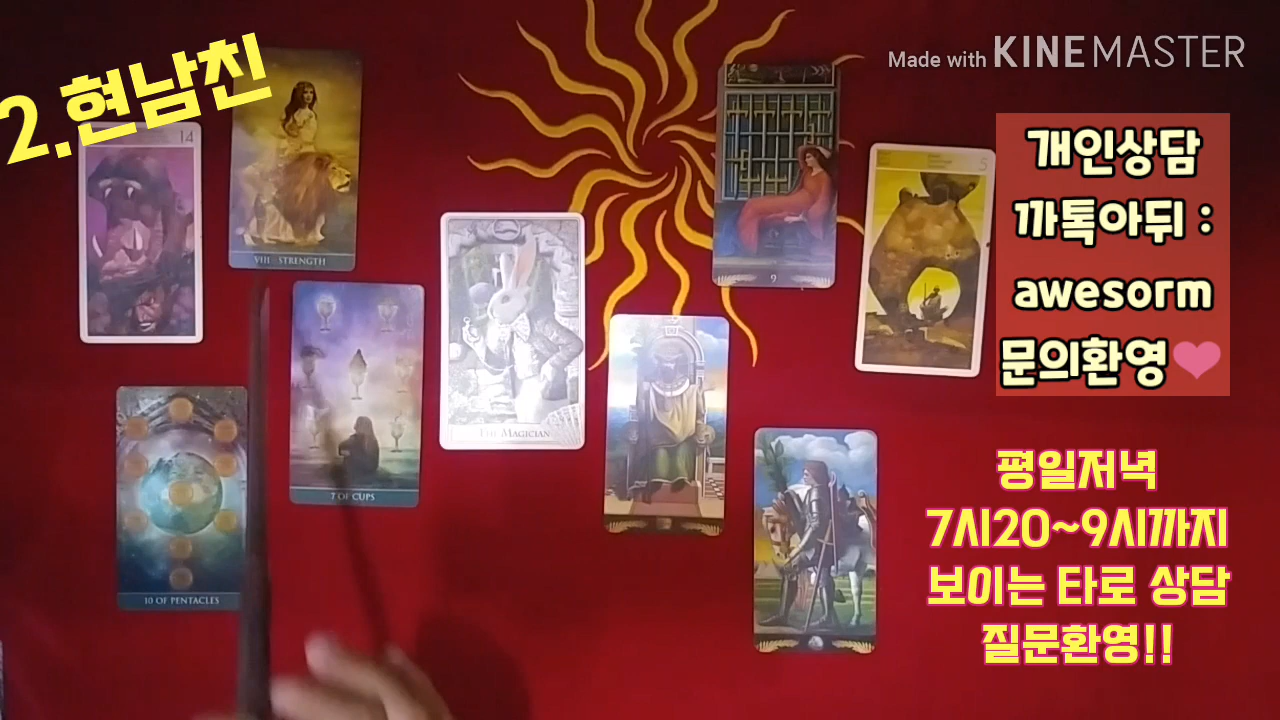 Made with KINEMASTER
2.현남친
개인상담
까톡아뒤 :
awesorm
문의환영
평일저녁
7시20~9시까지
보이는 타로 상담
질문환영!!
14
VIII · STRENGTH
7 OF CUPS
10 OF PENTACLES
THE MAGICIAN
9
5